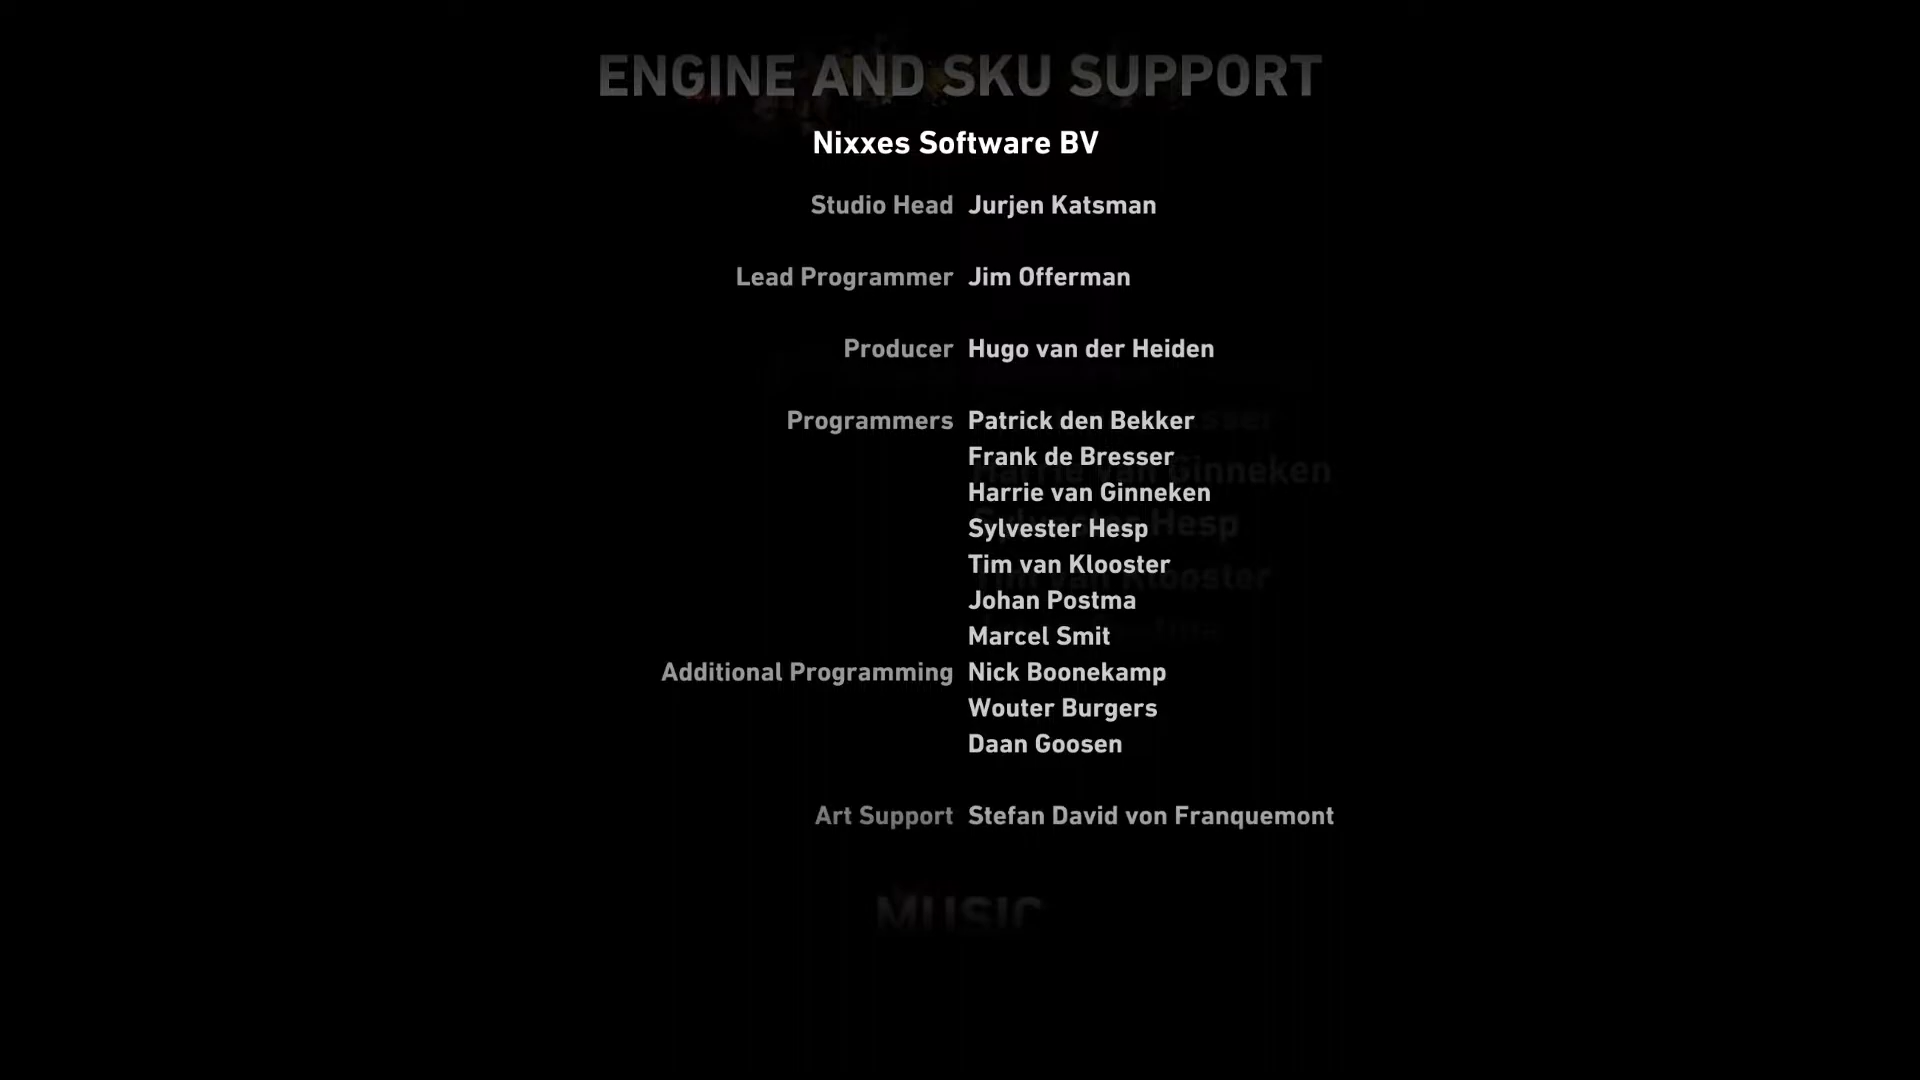 ENGINE AND SKU SUPPORT
Nixxes Software BV
Studio Head Jurjen Katsman
Lead Programmer Jim Offerman
Producer Hugo van der Heiden
Programmers Patrick den Bekker
Frank de Bresser
Harrie van Ginneken
Sylvester Hesp
Tim van Klooster
Johan Postma
Marcel Smit
Additional Programming Nick Boonekamp
Wouter Burgers
Daan Goosen
Art Support Stefan David von Franquemont
MUSIC